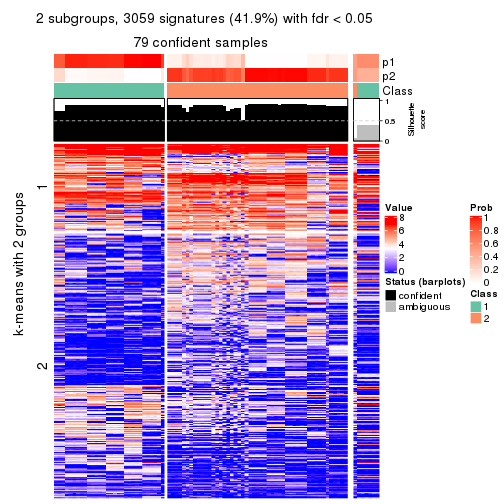 2 subgroups, 3059 signatures (41.9%) with fdr < 0.05
79 confident samples
p1
p2
Class
1
0.5
0
Silhouette
score
k-means with 2 groups
1
2
Value
8
6
4
2
0
Status (barplots)
confident
ambiguous
Prob
1
0.8
0.6
0.4
0.2
0
Class
1
2